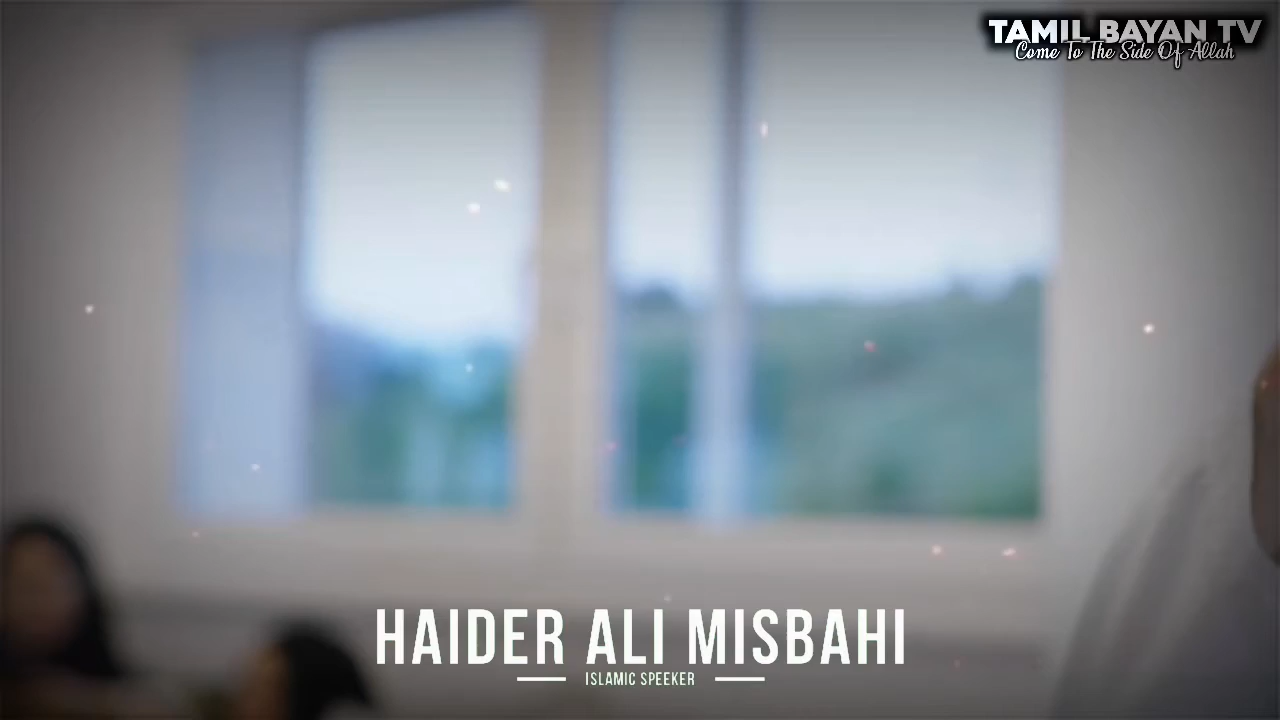 TAMIL BAYAN TV
Come To The Side Of Allah
HAIDER ALI MISBAHI
ISLAMIC SPEEKER